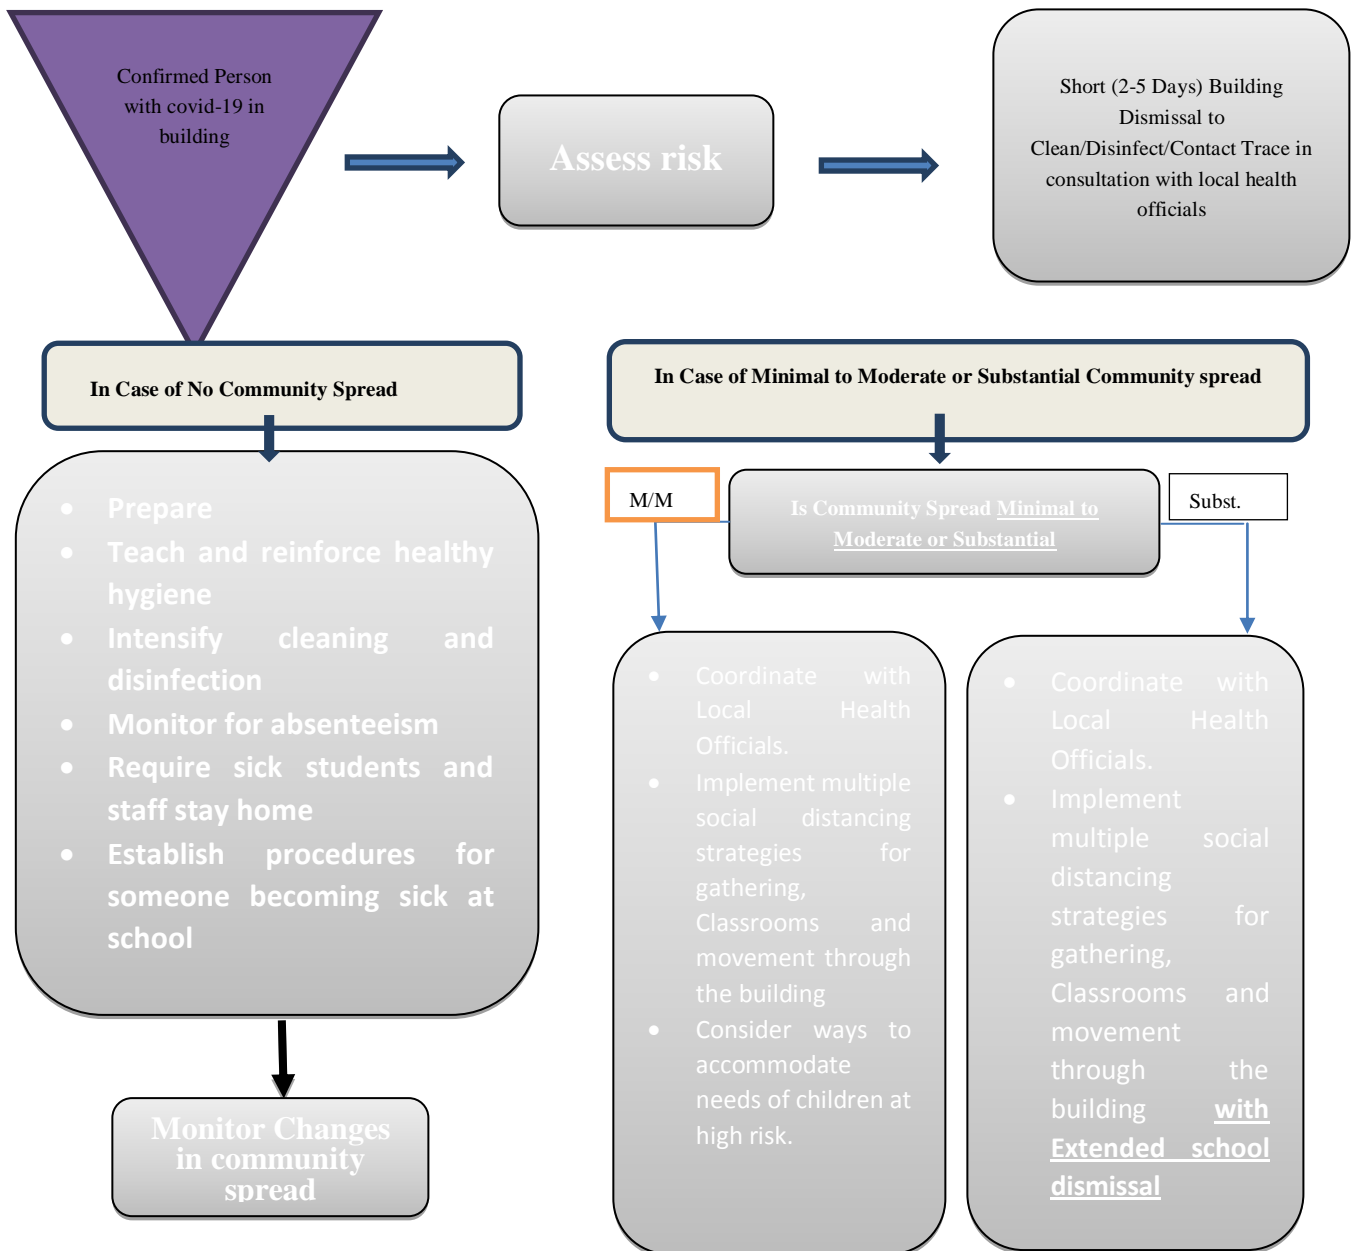 Confirmed Person
with covid-19 in
building
Assess risk
Short (2-5 Days) Building
Dismissal to
Clean/Disinfect/Contact Trace in
consultation with local health
officials
In Case of No Community Spread
In Case of Minimal to Moderate or Substantial Community spread
• Prepare
• Teach and reinforce healthy
hygiene
• Intensify cleaning and
disinfection
• Monitor for absenteeism
• Require sick students and
staff stay home
• Establish procedures for
someone becoming sick at
school
Monitor Changes
in community
spread
M/M
Is Community Spread Minimal to
Moderate or Substantial
Subst.
• Coordinate with
Local Health
Officials.
• Implement multiple
social distancing
strategies for
gathering,
Classrooms and
movement through
the building
• Consider ways to
accommodate
needs of children at
high risk.
• Coordinate with
Local Health
Officials.
• Implement
multiple social
distancing
strategies for
gathering,
Classrooms and
movement
through the
building with
Extended school
dismissal